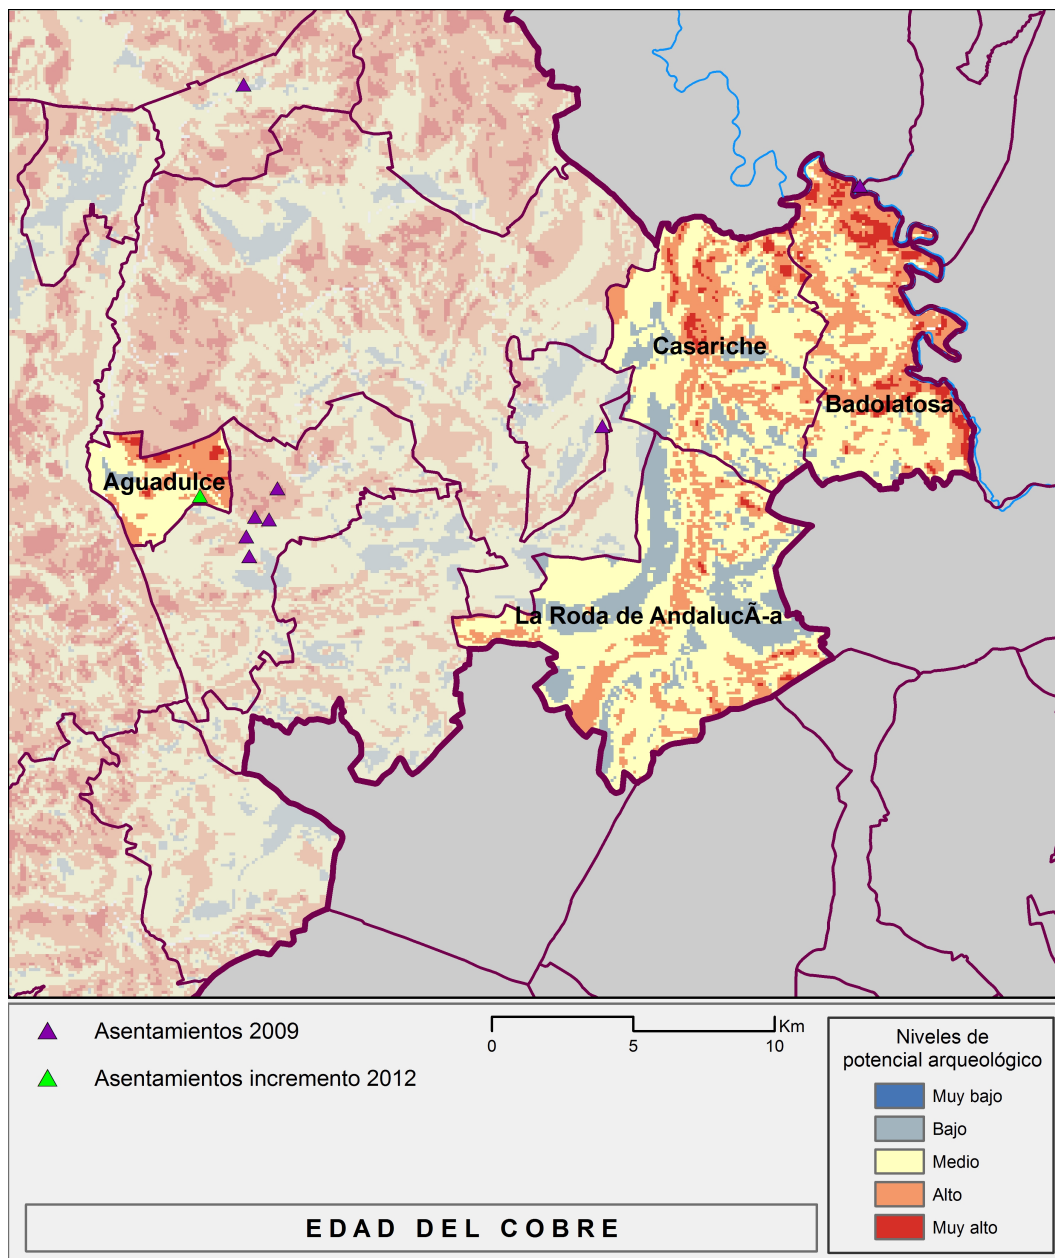 Casariche
Badolatosa
Aguadulce
La Roda de AndalucÃ-a
Asentamientos 2009
Asentamientos incremento 2012
Km
0 5 10
Niveles de
potencial arqueológico
Muy bajo
Bajo
Medio
Alto
Muy alto
EDAD DEL COBRE